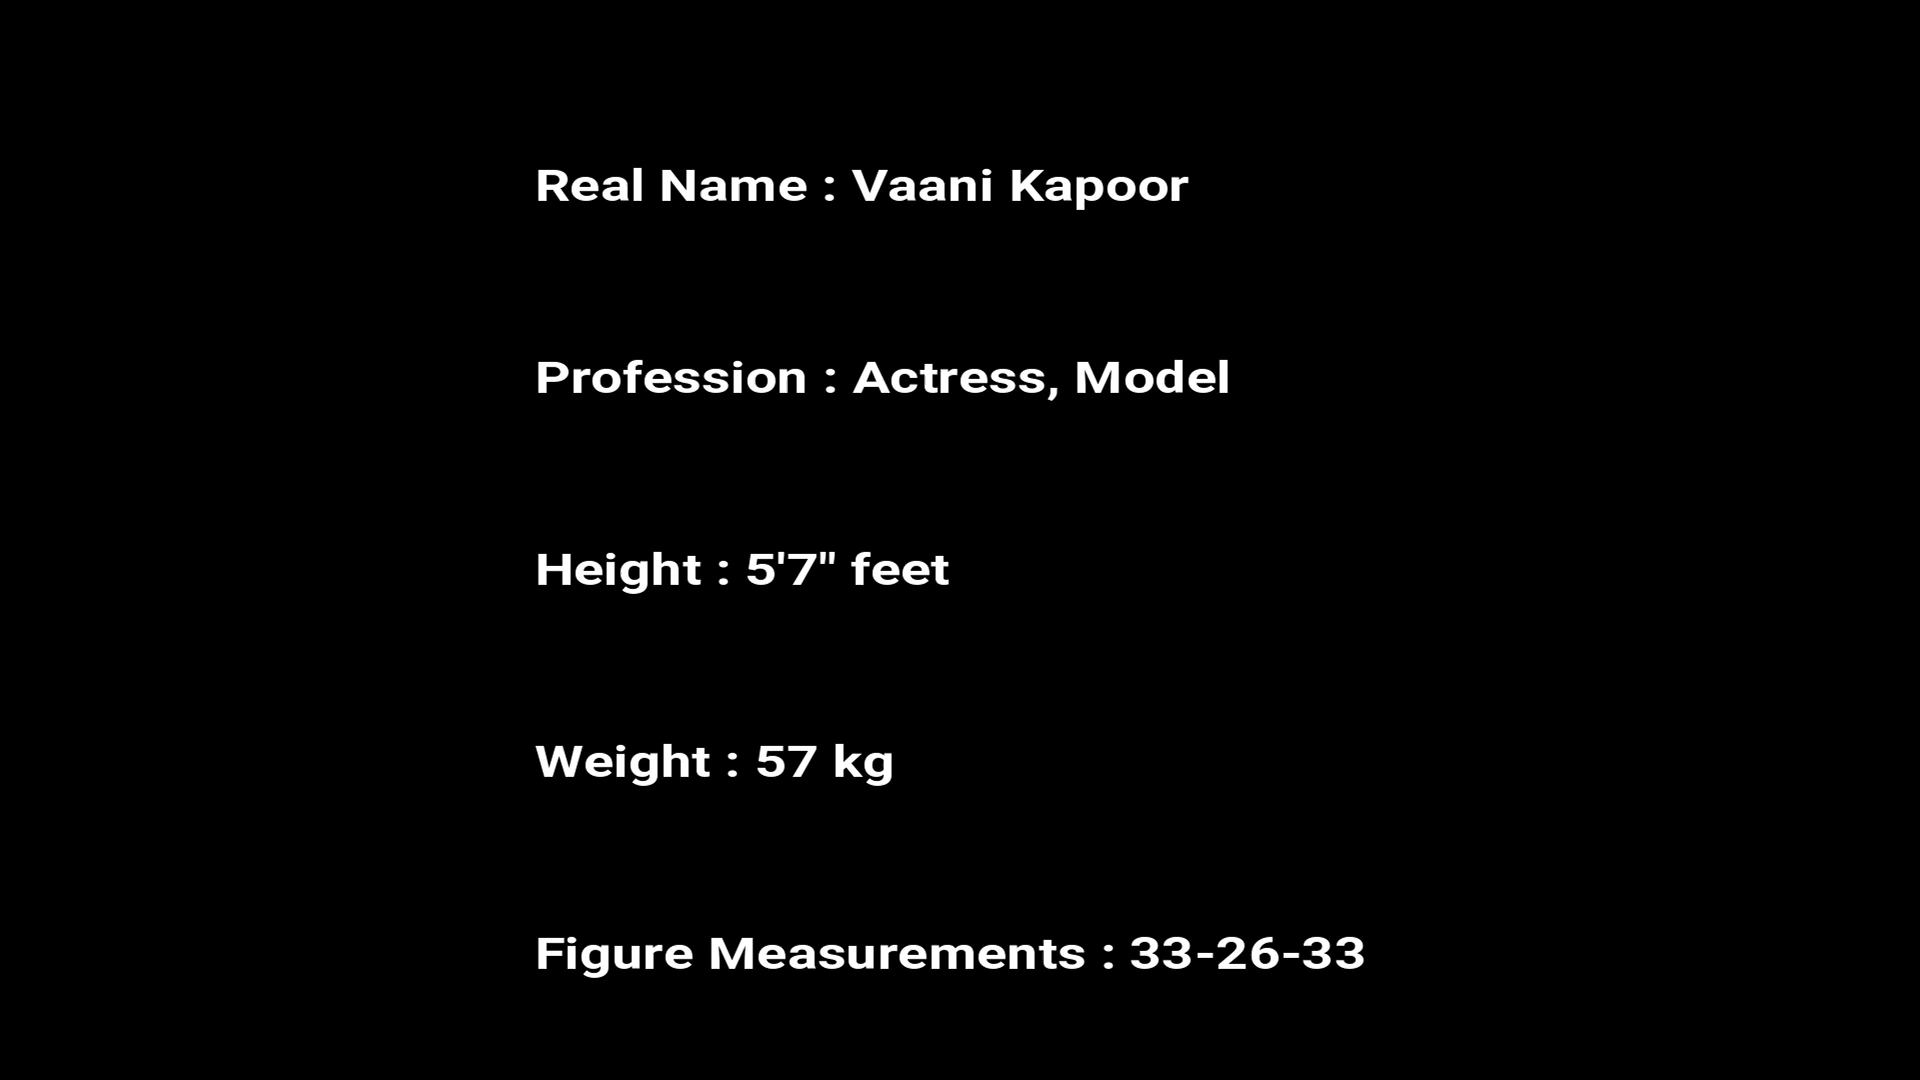 Real Name : Vaani Kapoor
Profession : Actress, Model
Height : 5'7" feet
Weight : 57 kg
Figure Measurements : 33-26-33